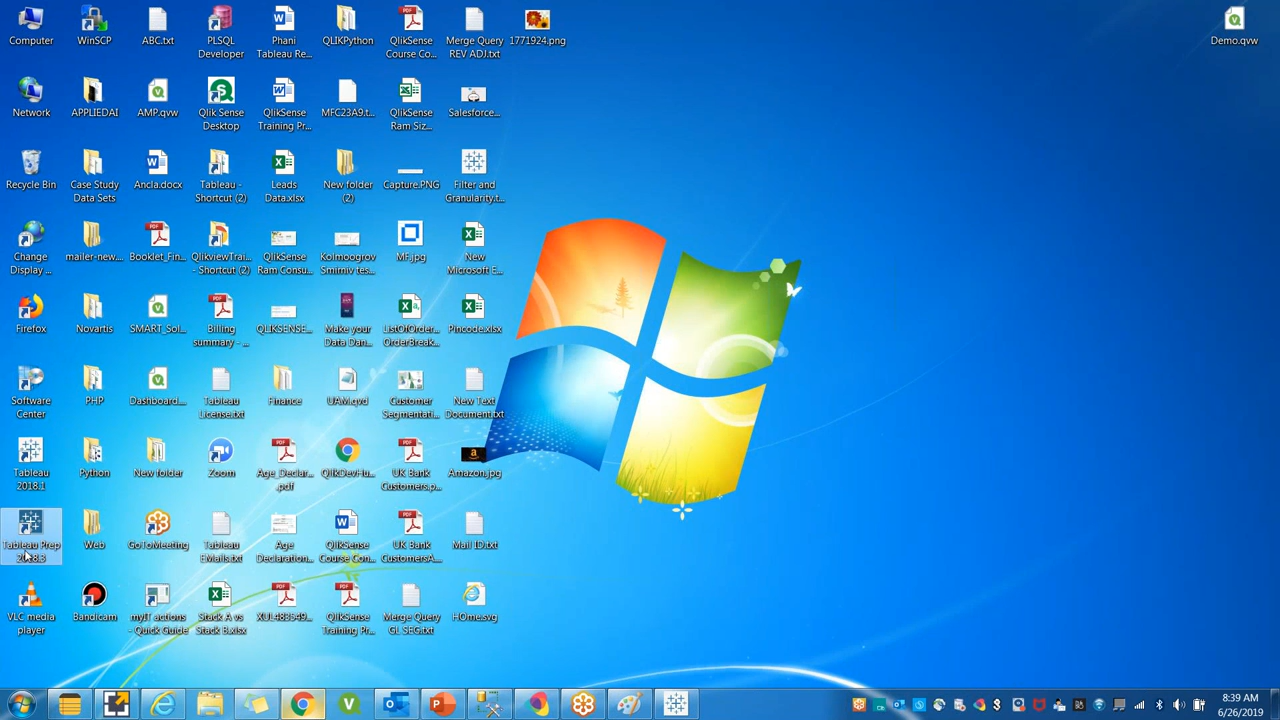 Computer
WinSCP
ABC.txt
PLSQL
Developer
Phani
Tableau Re...
QLIKPython
QlikSense
Course Co...
Merge Query
REV ADJ.txt
1771924.png
Demo.qvw
Network
APPLIEDAI
AMP.qvw
Qlik Sense
Desktop
QlikSense
Training Pr...
MFC23A9.t...
QlikSense
Ram Siz...
Salesforce...
Recycle Bin
Case Study
Data Sets
Ancla.docx
Tableau -
Shortcut (2)
Leads
Data.xlsx
New folder
(2)
Capture.PNG
Filter and
Granularity.t...
Change
Display ...
mailer-new...
Booklet_Fin...
QlikviewTrai...
- Shortcut (2)
QlikSense
Ram Consu...
Kolmoogrov
Smirniv tes...
MF.jpg
New
Microsoft E...
Firefox
Novartis
SMART_Sol...
Billing
summary - ...
QLIKSENSE...
Make your
Data Dan...
ListOfOrder...
OrderBreak...
Pincode.xlsx
Software
Center
PHP
Dashboard....
Tableau
License.txt
Finance
UAM.qvd
Customer
Segmentati...
New Text
Document.txt
Tableau
2018.1
Python
New folder
Zoom
Age_Declar...
.pdf
QlikDevHu...
UK Bank
Customers.p...
Amazon.jpg
Tableau Prep
2018.3
Web
GoToMeeting
Tableau
EMails.txt
Age
Declaration...
QlikSense
Course Con...
UK Bank
CustomersA....
Mail ID.txt
VLC media
player
Bandicam
myIT actions
- Quick Guide
Stack A vs
Stack B.xlsx
XUL483549...
QlikSense
Training Pr...
Merge Query
GL SEG.txt
HOme.svg
8:39 AM
6/26/2019